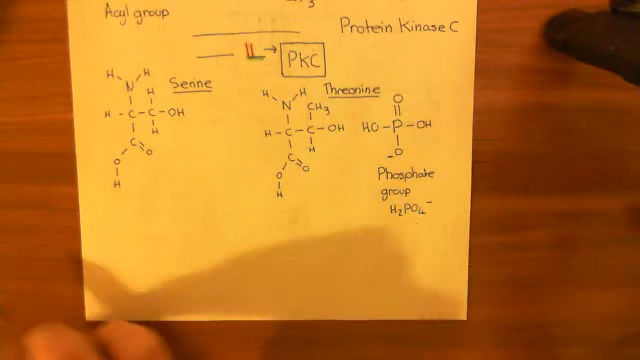 Acyl group
Protein Kinase C
PKC
Serine
H H
N H
H - C - C - OH
H
C
O O
H
Threonine
H H
N CH3
H - C - C - OH
H
C
O O
H
O
HO - P - OH
-O
Phosphate
group
H2PO4-